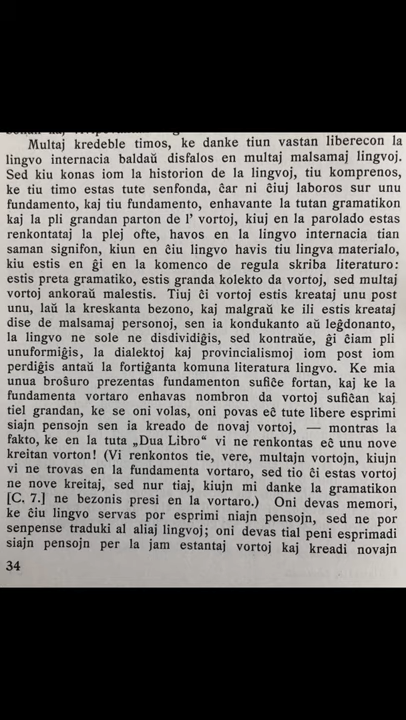 Multaj kredeble timos, ke danke tiun vastan liberecon la
lingvo internacia baldaŭ disfalos en multaj malsamaj lingvoj.
Sed kiu konas iom la historion de la lingvoj, tiu komprenos,
ke tiu timo estas tute senfonda, ĉar ni ĉiuj laboros sur unu
fundamento, kaj tiu fundamento, enhavante la tutan gramatikon
kaj la pli grandan parton de l' vortoj, kiuj en la parolado estas
renkontataj la plej ofte, havos en la lingvo internacia tian
saman signifon, kiun en ĉiu lingvo havis tiu lingva materialo,
kiu estis en ĝi en la komenco de regula skriba literaturo:
estis preta gramatiko, estis granda kolekto da vortoj, sed multaj
vortoj ankoraŭ malestis. Tiuj ĉi vortoj estis kreataj unu post
unu, laŭ la kreskanta bezono, kaj malgraŭ ke ili estis kreataj
dise de malsamaj personoj, sen ia kondukanto aŭ leĝdonanto,
la lingvo ne sole ne disdividiĝis, sed kontraŭe, ĝi ĉiam pli
unuformiĝis, la dialektoj kaj provincialismoj iom post iom
perdiĝis antaŭ la fortiĝanta komuna literatura lingvo. Ke mia
unua broŝuro prezentas fundamenton sufiĉe fortan, kaj ke la
fundamenta vortaro enhavas nombron da vortoj sufiĉan kaj
tiel grandan, ke se oni volas, oni povas eĉ tute libere esprimi
siajn pensojn sen ia kreado de novaj vortoj, — montras la
fakto, ke en la tuta „Dua Libro“ vi ne renkontas eĉ unu nove
kreitan vorton! (Vi renkontos tie, vere, multajn vortojn, kiujn
vi ne trovas en la fundamenta vortaro, sed tio ĉi estas vortoj
ne nove kreitaj, sed nur tiaj, kiujn mi danke la gramatikon
[C. 7.] ne bezonis presi en la vortaro.) Oni devas memori,
ke ĉiu lingvo servas por esprimi niajn pensojn, sed ne por
senpense traduki al aliaj lingvoj; oni devas tial peni esprimadi
siajn pensojn per la jam estantaj vortoj kaj kreadi novajn
34